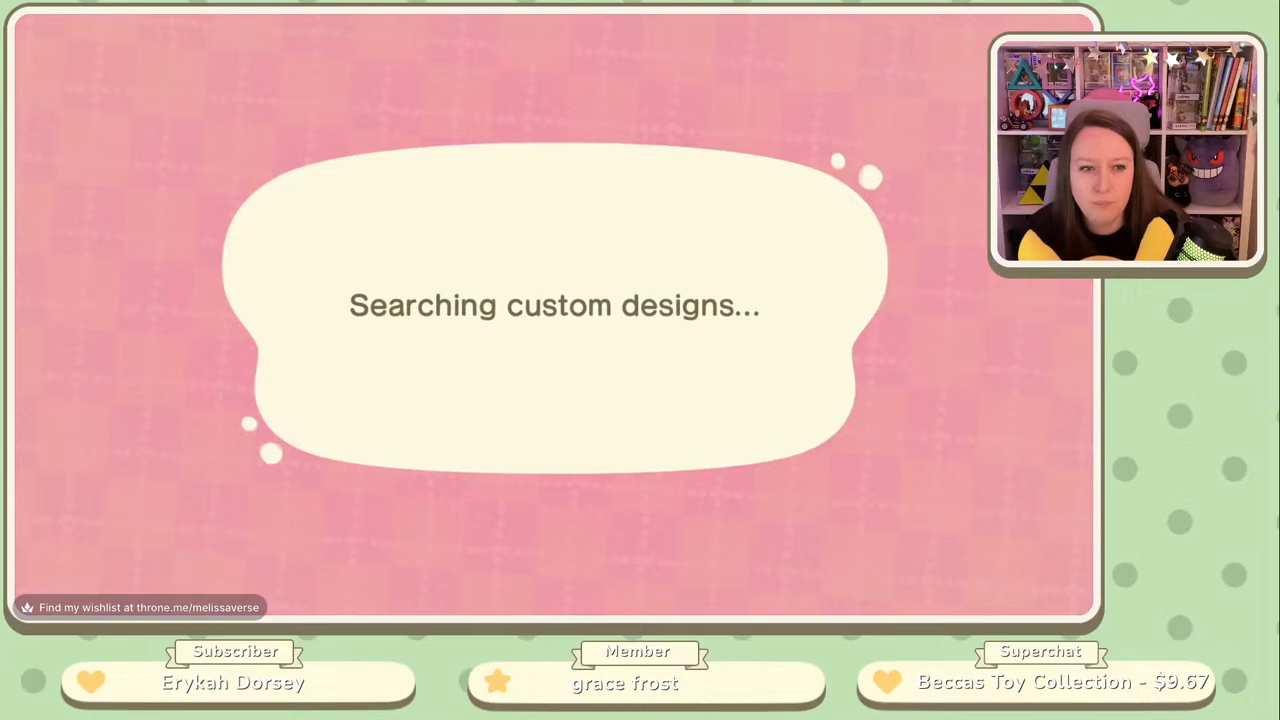 Searching custom designs...
Find my wishlist at throne.me/melissaverse
Subscriber
Erykah Dorsey
Member
grace frost
Superchat
Beccas Toy Collection - $9.67